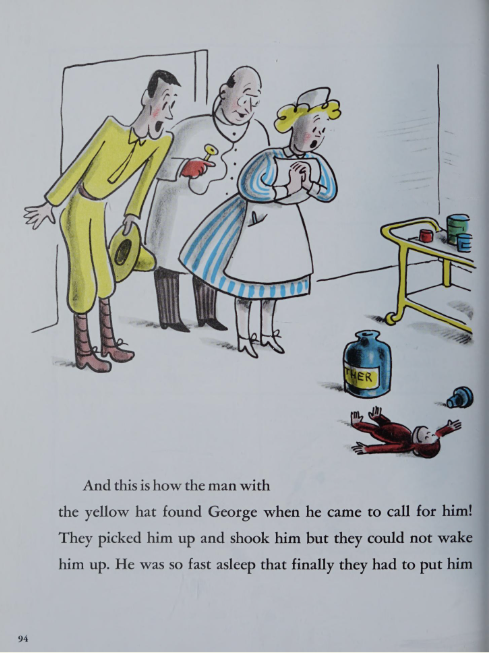 THER
And this is how the man with
the yellow hat found George when he came to call for him!
They picked him up and shook him but they could not wake
him up. He was so fast asleep that finally they had to put him
94